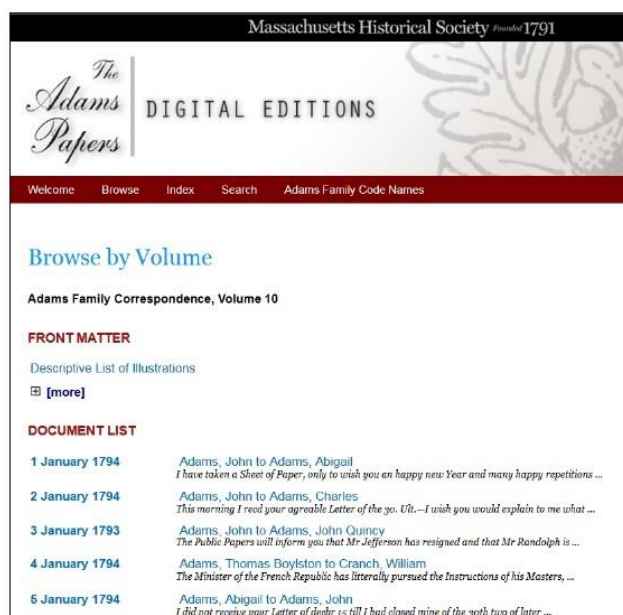 Massachusetts Historical Society Founded 1791
The
Adams
Papers
DIGITAL EDITIONS
Welcome Browse Index Search Adams Family Code Names
Browse by Volume
Adams Family Correspondence, Volume 10
FRONT MATTER
Descriptive List of Illustrations
[more]
DOCUMENT LIST
1 January 1794 Adams, John to Adams, Abigail
I have taken a Sheet of Paper, only to wish you an happy new Year and many happy repetitions ...
2 January 1794 Adams, John to Adams, Charles
This morning I recd your agreable Letter of the 30. Ult.—I wish you would explain to me what ...
3 January 1793 Adams, John to Adams, John Quincy
The Public Papers will inform you that Mr Jefferson has resigned and that Mr Randolph is ...
4 January 1794 Adams, Thomas Boylston to Cranch, William
The Minister of the French Republic has litterally pursued the Instructions of his Masters, ...
5 January 1794 Adams, Abigail to Adams, John
I did not receive your Letter of decbr 15 till I had closed mine of the 30th two of later ...